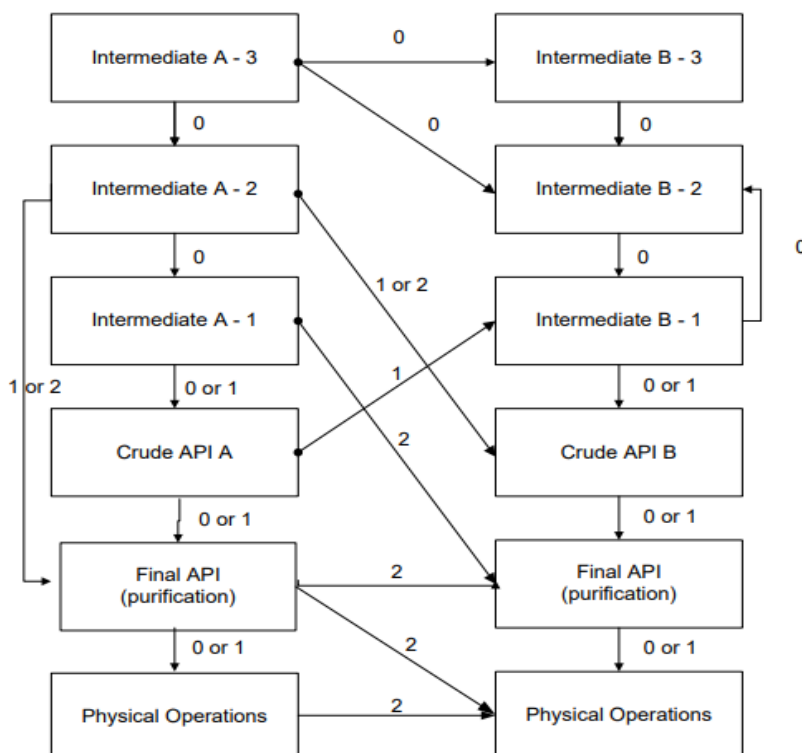 Intermediate A - 3
0
Intermediate B - 3
0
0
0
Intermediate A - 2
Intermediate B - 2
0
0
0
1 or 2
Intermediate A - 1
Intermediate B - 1
1 or 2
0 or 1
1
0 or 1
2
Crude API A
Crude API B
0 or 1
0 or 1
Final API
(purification)
2
Final API
(purification)
0 or 1
2
0 or 1
Physical Operations
2
Physical Operations